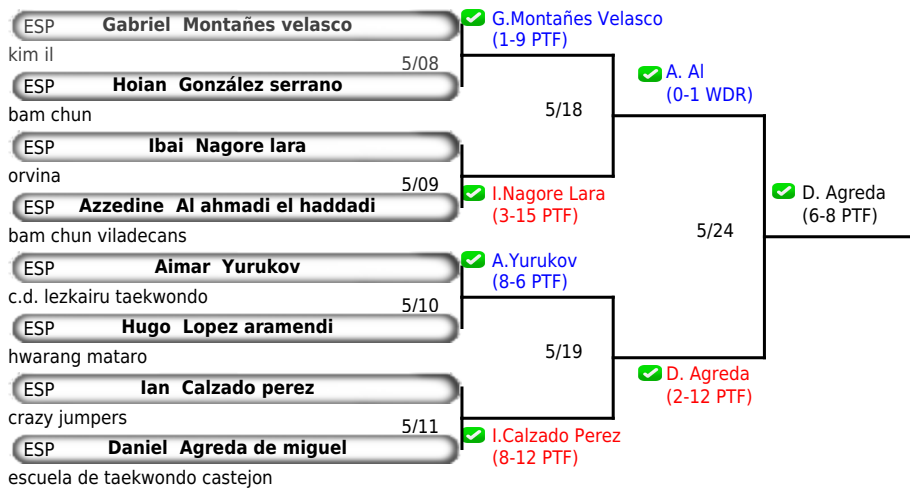 ESP Gabriel Montañes velasco
kim il
5/08
ESP Hoian González serrano
bam chun
G.Montañes Velasco
(1-9 PTF)
ESP Ibai Nagore lara
orvina
5/09
ESP Azzedine Al ahmadi el haddadi
bam chun viladecans
I.Nagore Lara
(3-15 PTF)
5/18
A. Al
(0-1 WDR)
ESP Aimar Yurukov
c.d. lezkairu taekwondo
5/10
ESP Hugo Lopez aramendi
hwarang mataro
A.Yurukov
(8-6 PTF)
ESP Ian Calzado perez
crazy jumpers
5/11
ESP Daniel Agreda de miguel
escuela de taekwondo castejon
I.Calzado Perez
(8-12 PTF)
5/19
D. Agreda
(2-12 PTF)
5/24
D. Agreda
(6-8 PTF)